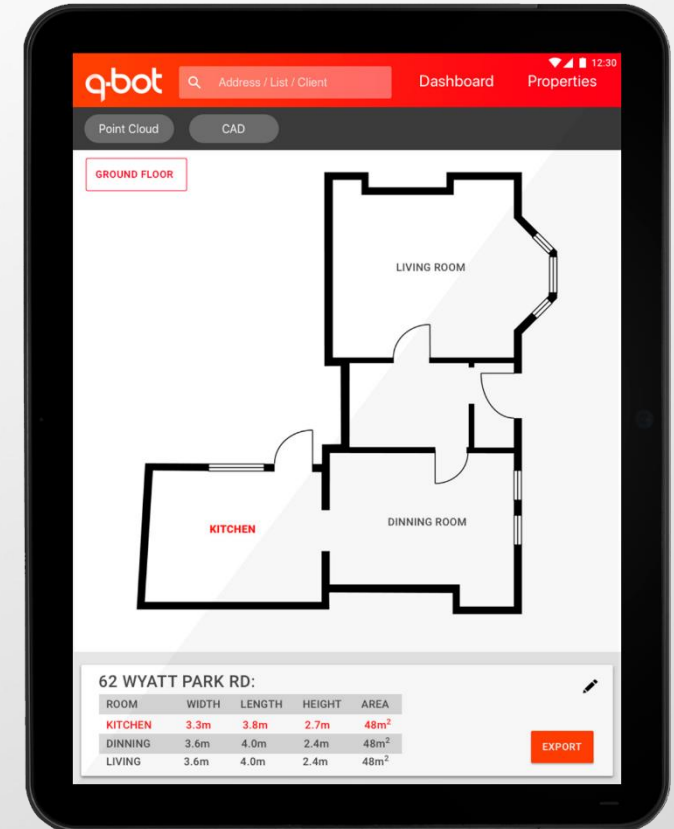 12:30
q-bot
Address / List / Client
Dashboard Properties
Point Cloud CAD
GROUND FLOOR
LIVING ROOM
KITCHEN
DINNING ROOM
62 WYATT PARK RD:
ROOM WIDTH LENGTH HEIGHT AREA
KITCHEN 3.3m 3.8m 2.7m 48m²
DINNING 3.6m 4.0m 2.4m 48m²
LIVING 3.6m 4.0m 2.4m 48m²
EXPORT